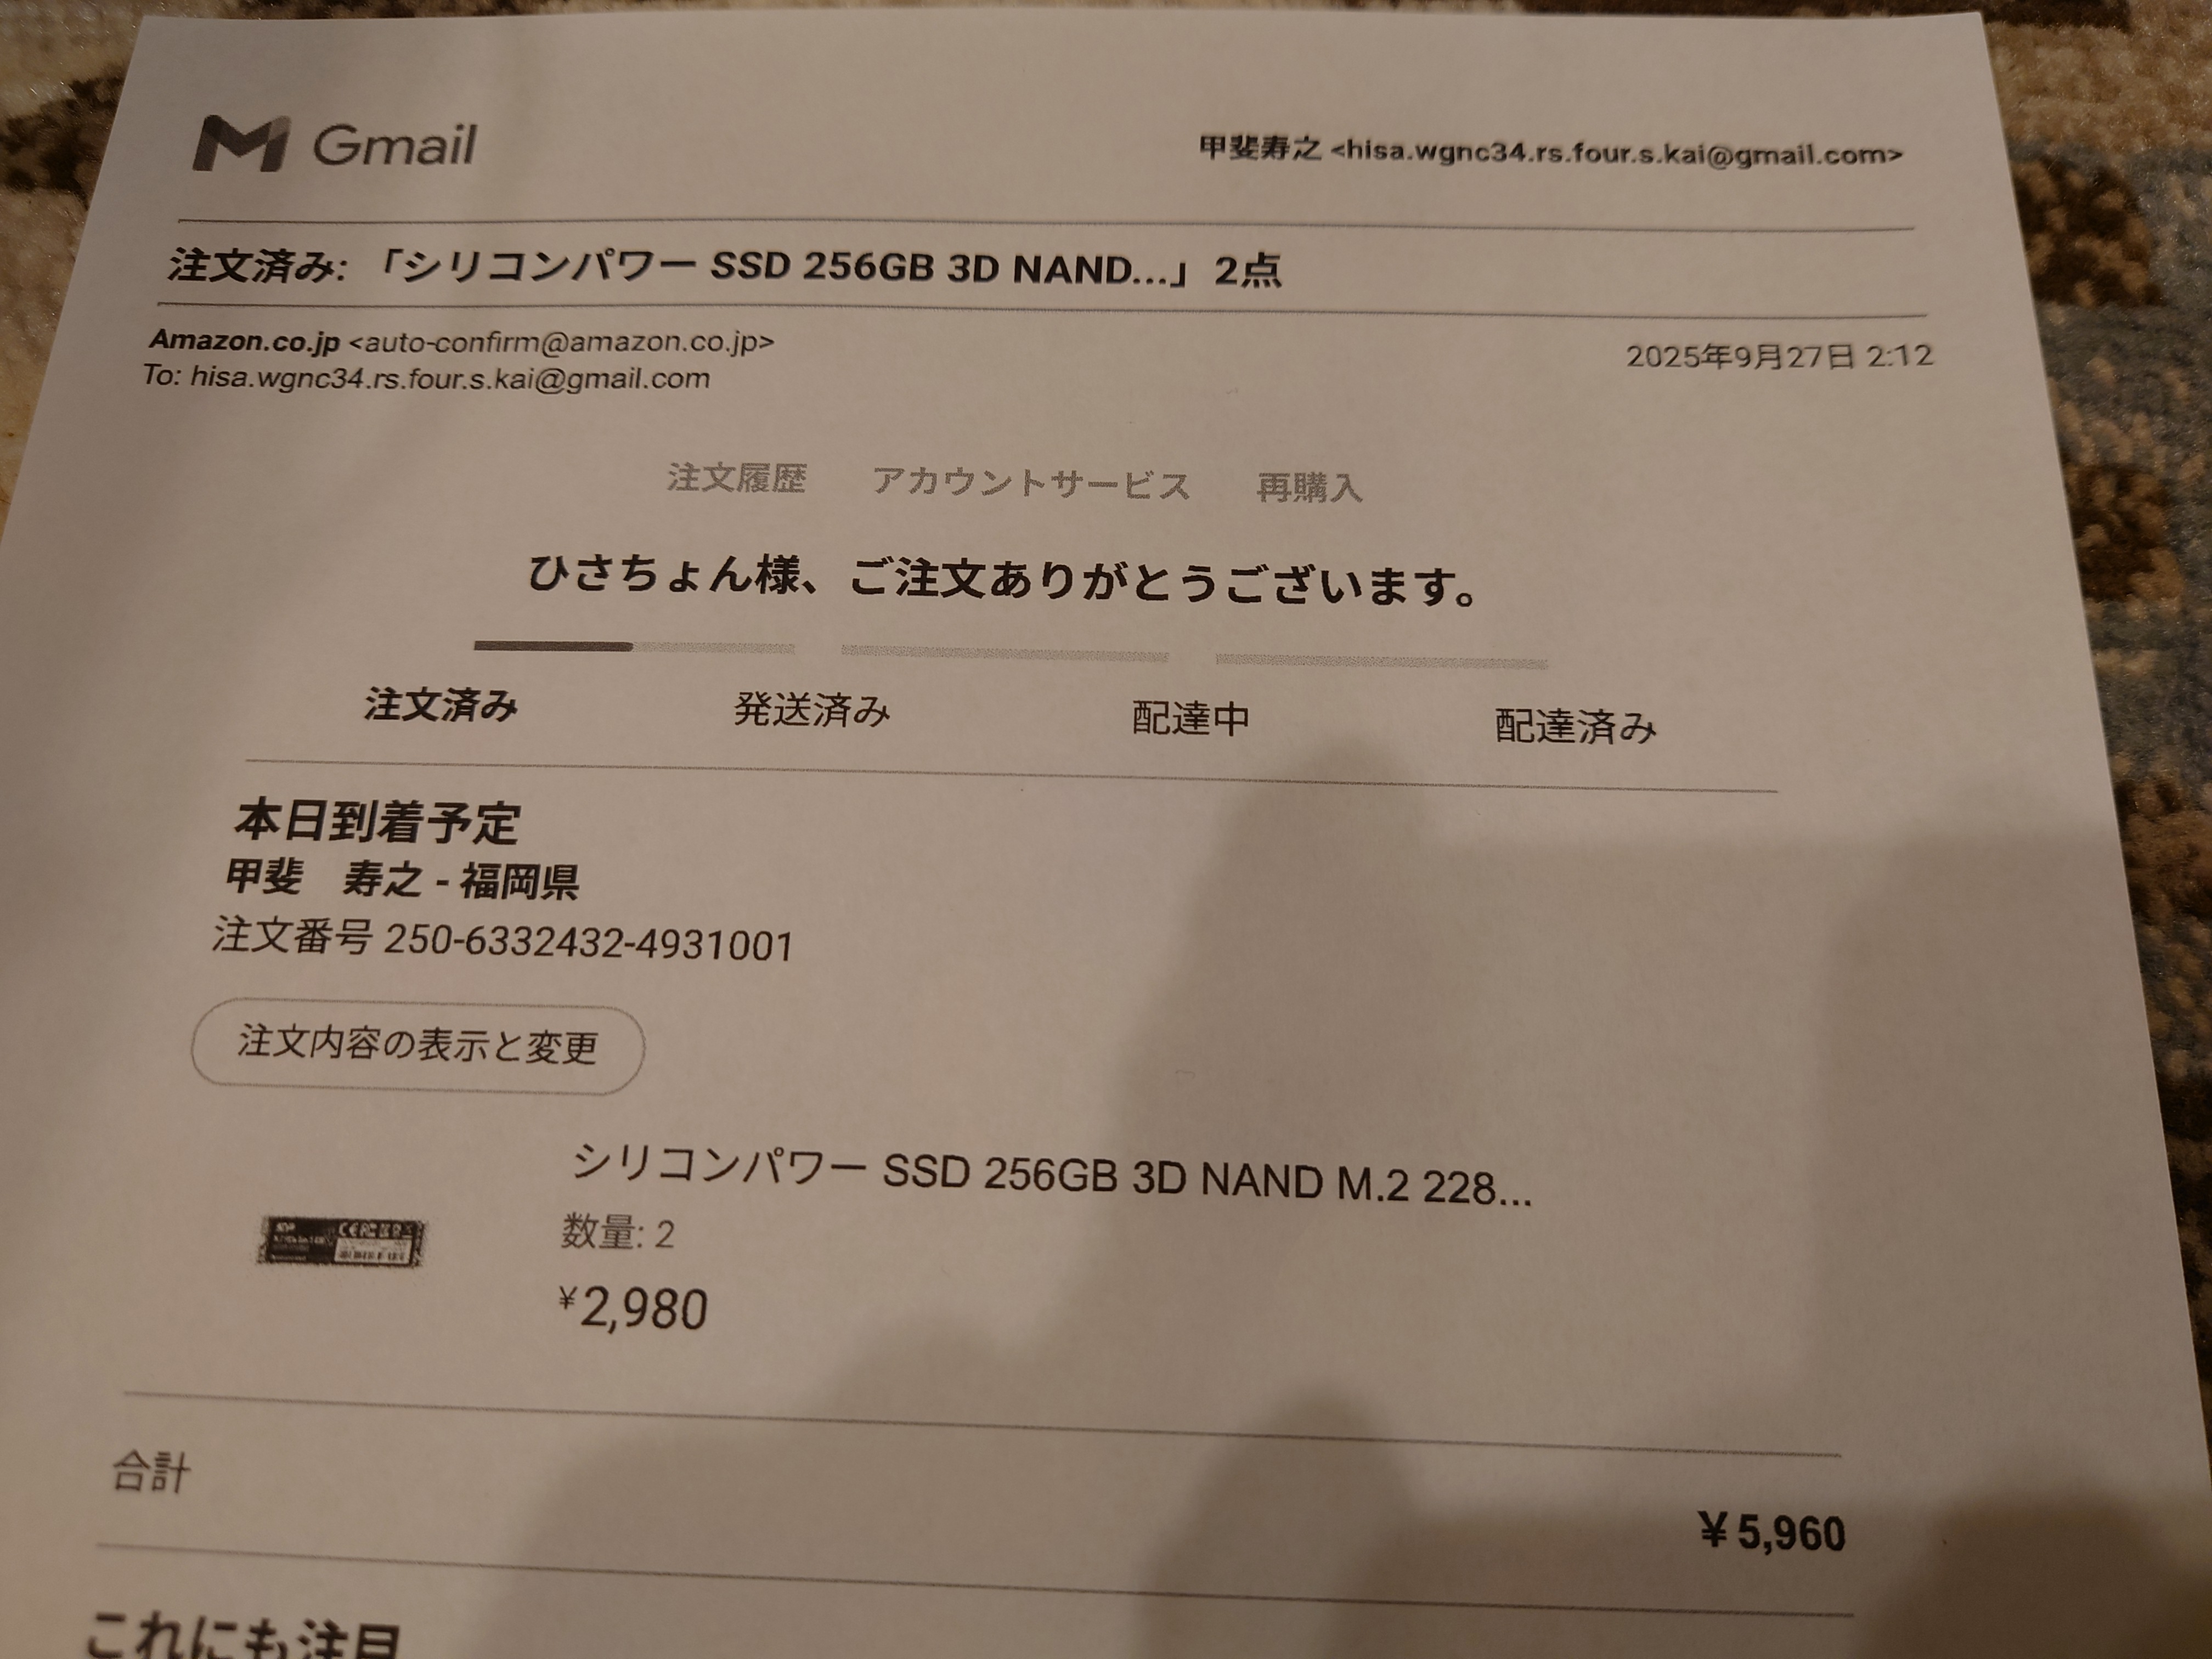 Gmail
甲斐寿之 <hisa.wgnc34.rs.four.s.kai@gmail.com>
注文済み: 「シリコンパワー SSD 256GB 3D NAND...」 2点
Amazon.co.jp <auto-confirm@amazon.co.jp>
2025年9月27日 2:12
To: hisa.wgnc34.rs.four.s.kai@gmail.com
注文履歴 アカウントサービス 再購入
ひさちょん様、ご注文ありがとうございます。
注文済み 発送済み 配達中 配達済み
本日到着予定
甲斐 寿之 - 福岡県
注文番号 250-6332432-4931001
注文内容の表示と変更
シリコンパワー SSD 256GB 3D NAND M.2 228...
数量: 2
¥2,980
合計
¥5,960
これにも注目